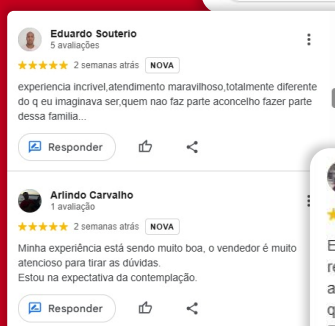 Eduardo Souterio
5 avaliações
2 semanas atrás NOVA
experiencia incrivel,atendimento maravilhoso,totalmente diferente
do q eu imaginava ser,quem nao faz parte aconcelho fazer parte
dessa familia...
Responder
Arlindo Carvalho
1 avaliação
2 semanas atrás NOVA
Minha experiência está sendo muito boa, o vendedor é muito
atencioso para tirar as dúvidas.
Estou na expectativa da contemplação.
Responder